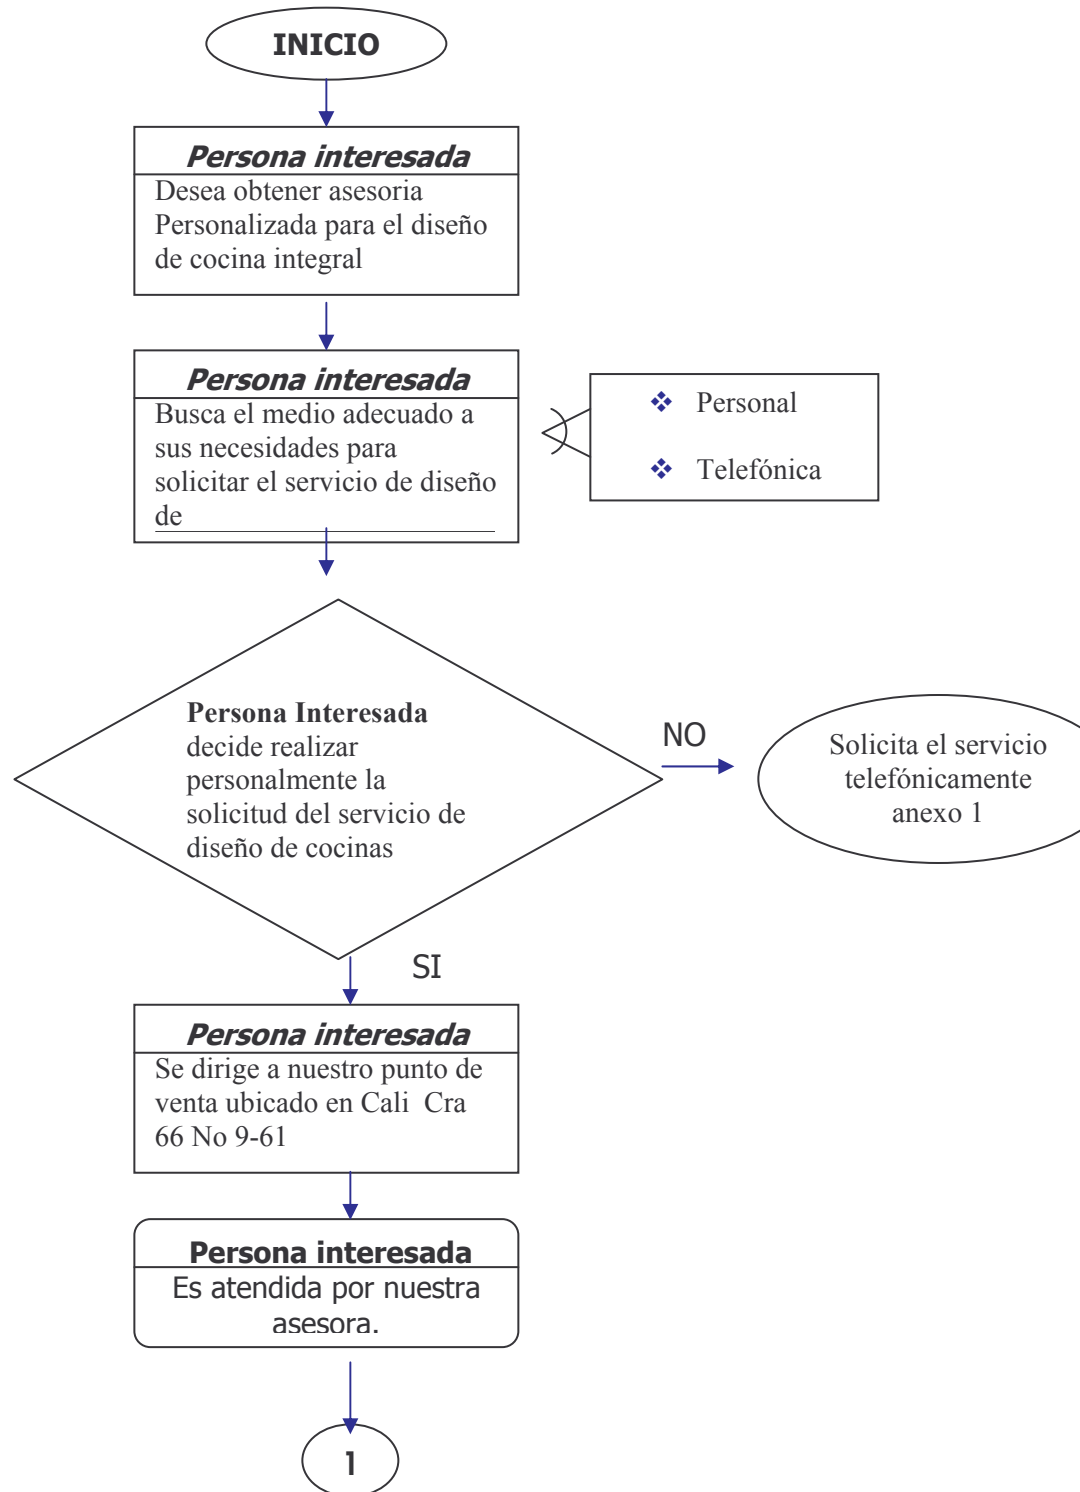 INICIO
Persona interesada
Desea obtener asesoria
Personalizada para el diseño
de cocina integral
Persona interesada
Busca el medio adecuado a
sus necesidades para
solicitar el servicio de diseño
de
❖ Personal
❖ Telefónica
Persona Interesada
decide realizar
personalmente la
solicitud del servicio de
diseño de cocinas
NO
Solicita el servicio
telefónicamente
anexo 1
SI
Persona interesada
Se dirige a nuestro punto de
venta ubicado en Cali Cra
66 No 9-61
Persona interesada
Es atendida por nuestra
asesora.
1